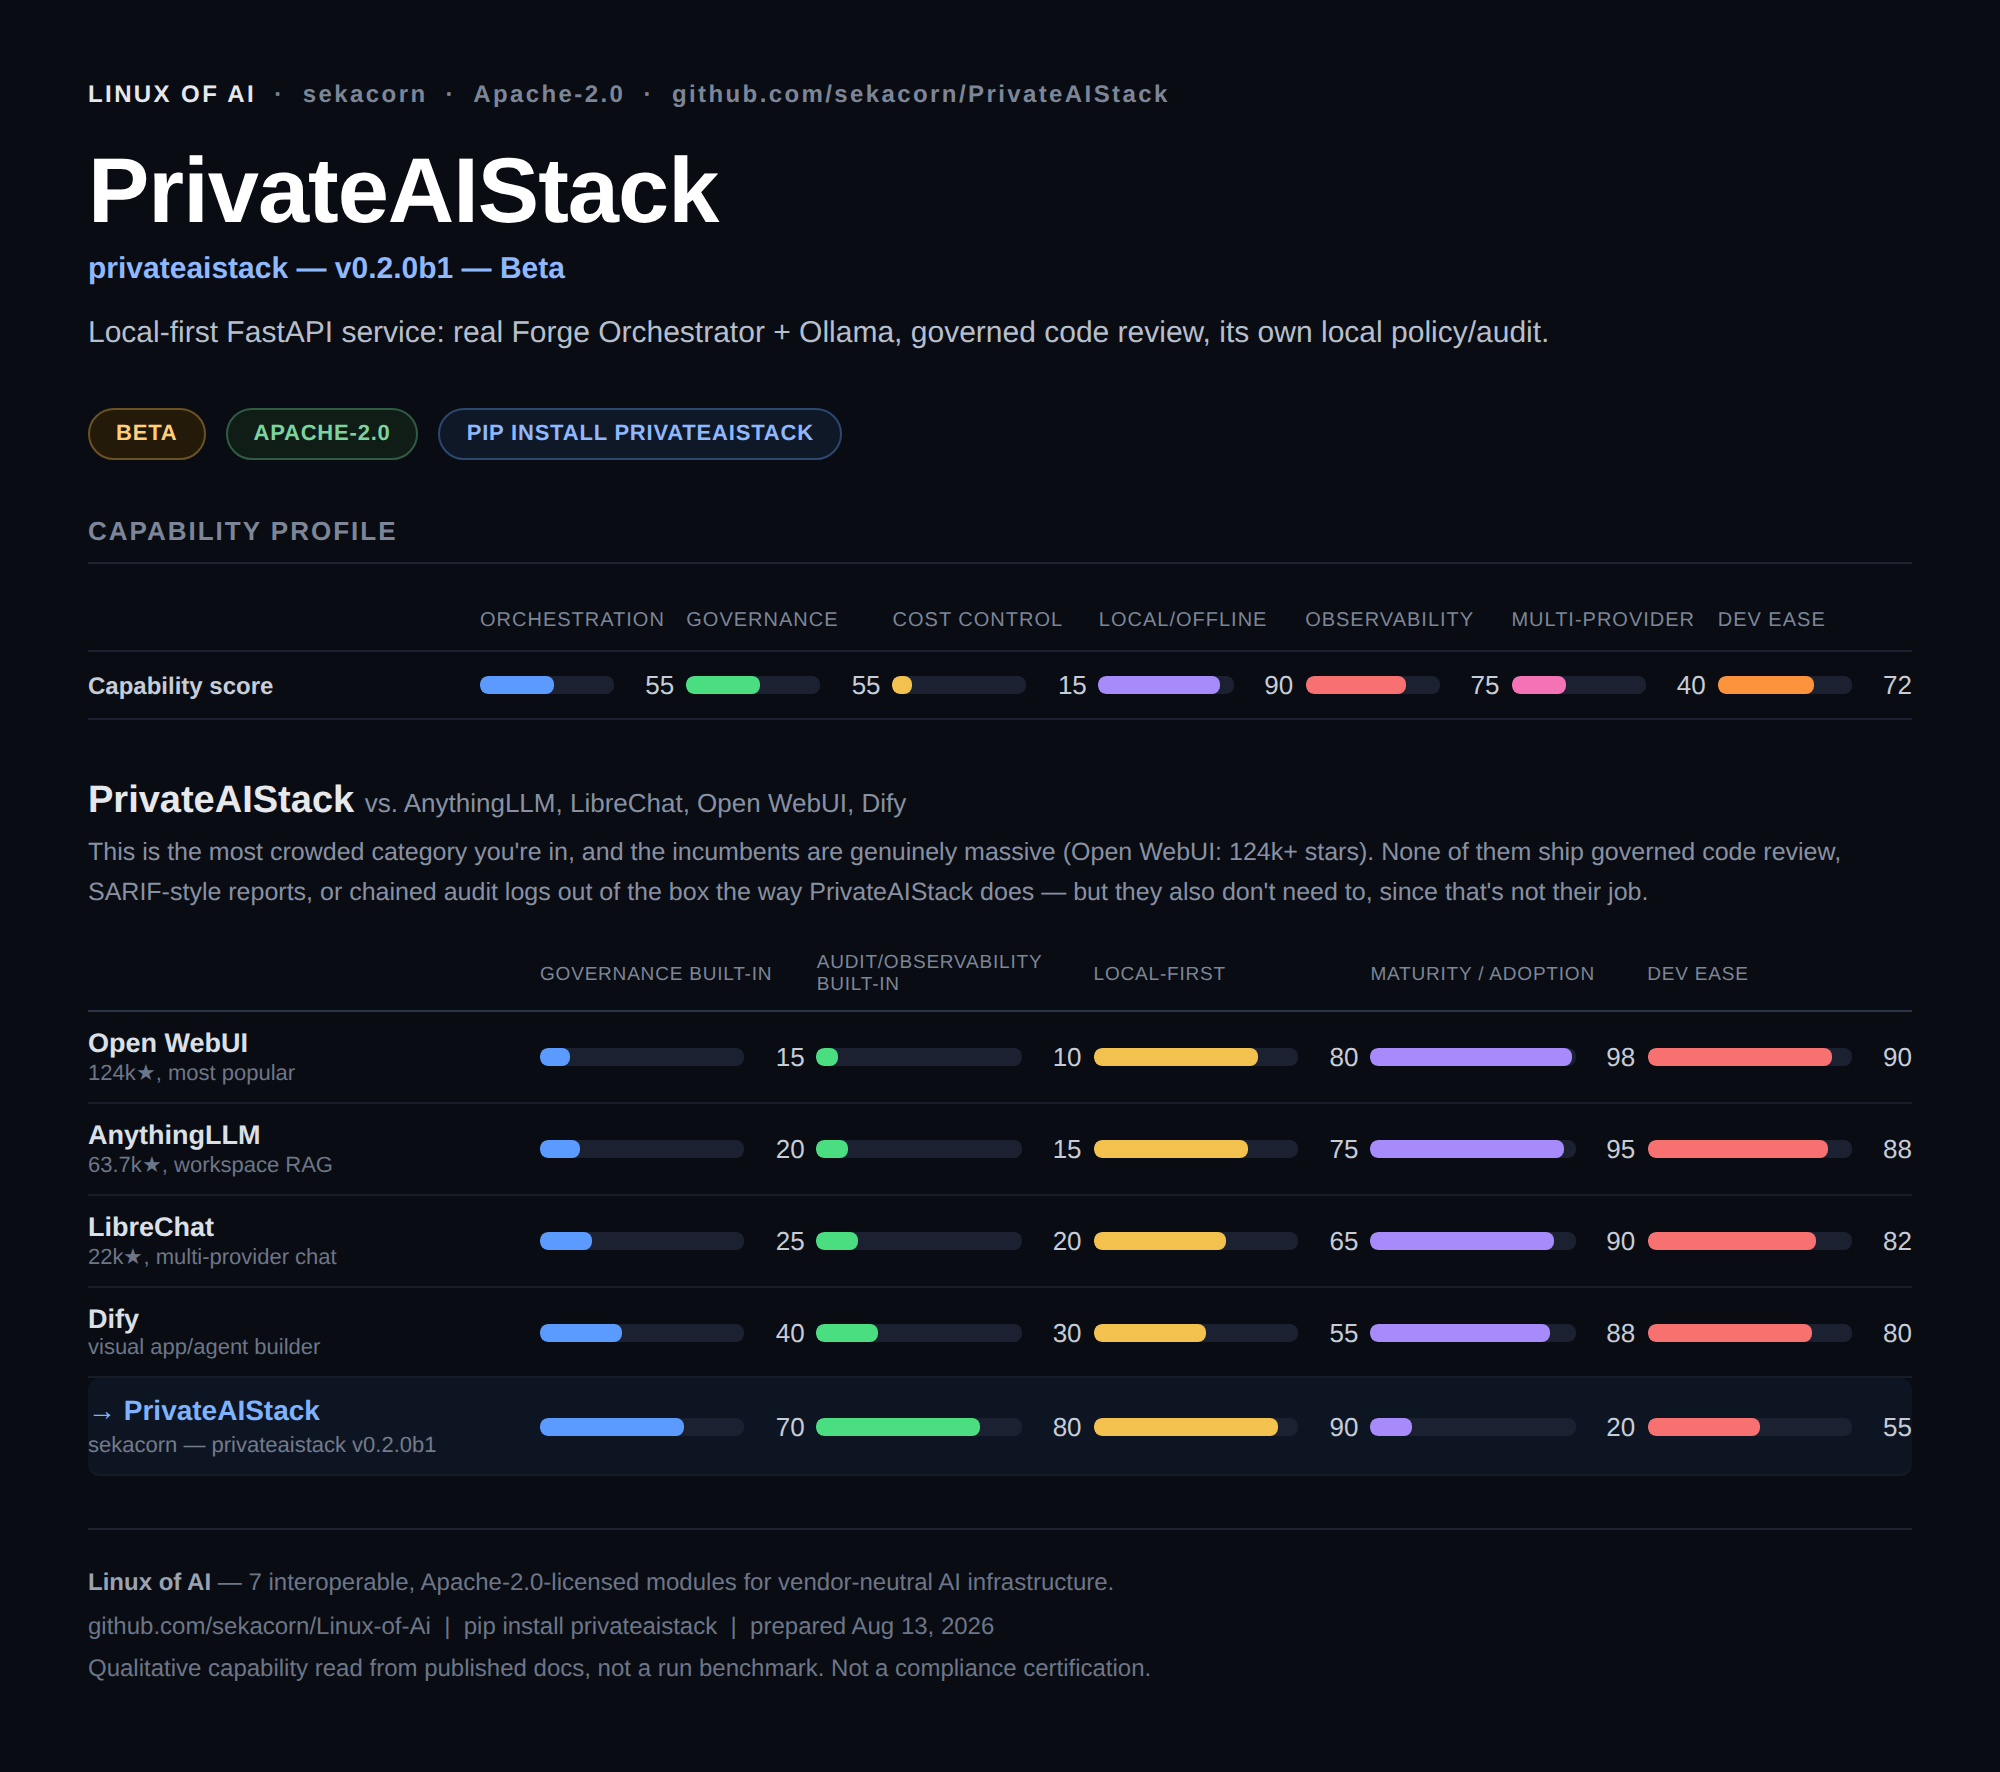 LINUX OF AI · sekacorn · Apache-2.0 · github.com/sekacorn/PrivateAIStack
PrivateAIStack
privateaistack — v0.2.0b1 — Beta
Local-first FastAPI service: real Forge Orchestrator + Ollama, governed code review, its own local policy/audit.
BETA APACHE-2.0 PIP INSTALL PRIVATEAISTACK
CAPABILITY PROFILE
ORCHESTRATION GOVERNANCE COST CONTROL LOCAL/OFFLINE OBSERVABILITY MULTI-PROVIDER DEV EASE
Capability score 55 55 15 90 75 40 72
PrivateAIStack vs. AnythingLLM, LibreChat, Open WebUI, Dify
This is the most crowded category you're in, and the incumbents are genuinely massive (Open WebUI: 124k+ stars). None of them ship governed code review,
SARIF-style reports, or chained audit logs out of the box the way PrivateAIStack does — but they also don't need to, since that's not their job.
GOVERNANCE BUILT-IN AUDIT/OBSERVABILITY BUILT-IN LOCAL-FIRST MATURITY / ADOPTION DEV EASE
Open WebUI 15 10 80 98 90
124k★, most popular
AnythingLLM 20 15 75 95 88
63.7k★, workspace RAG
LibreChat 25 20 65 90 82
22k★, multi-provider chat
Dify 40 30 55 88 80
visual app/agent builder
→ PrivateAIStack 70 80 90 20 55
sekacorn — privateaistack v0.2.0b1
Linux of AI — 7 interoperable, Apache-2.0-licensed modules for vendor-neutral AI infrastructure.
github.com/sekacorn/Linux-of-Ai | pip install privateaistack | prepared Aug 13, 2026
Qualitative capability read from published docs, not a run benchmark. Not a compliance certification.